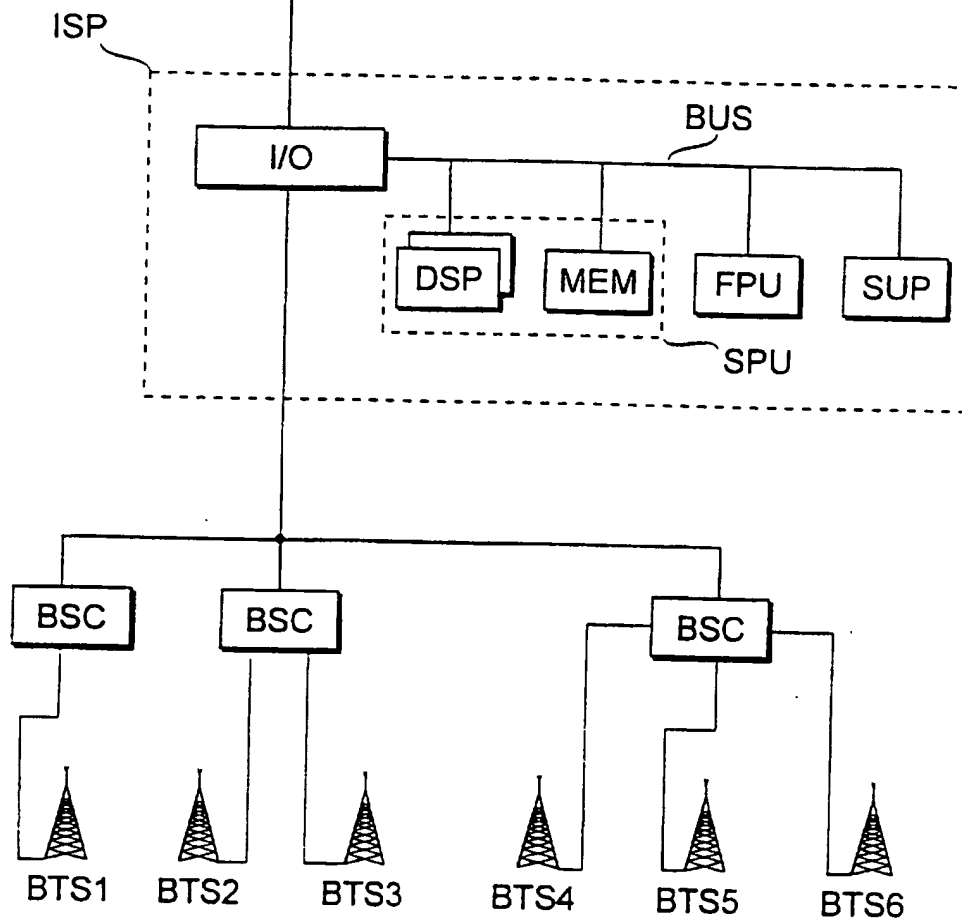 ISP
BUS
I/O
DSP MEM FPU SUP
SPU
BSC BSC BSC
BTS1 BTS2 BTS3 BTS4 BTS5 BTS6